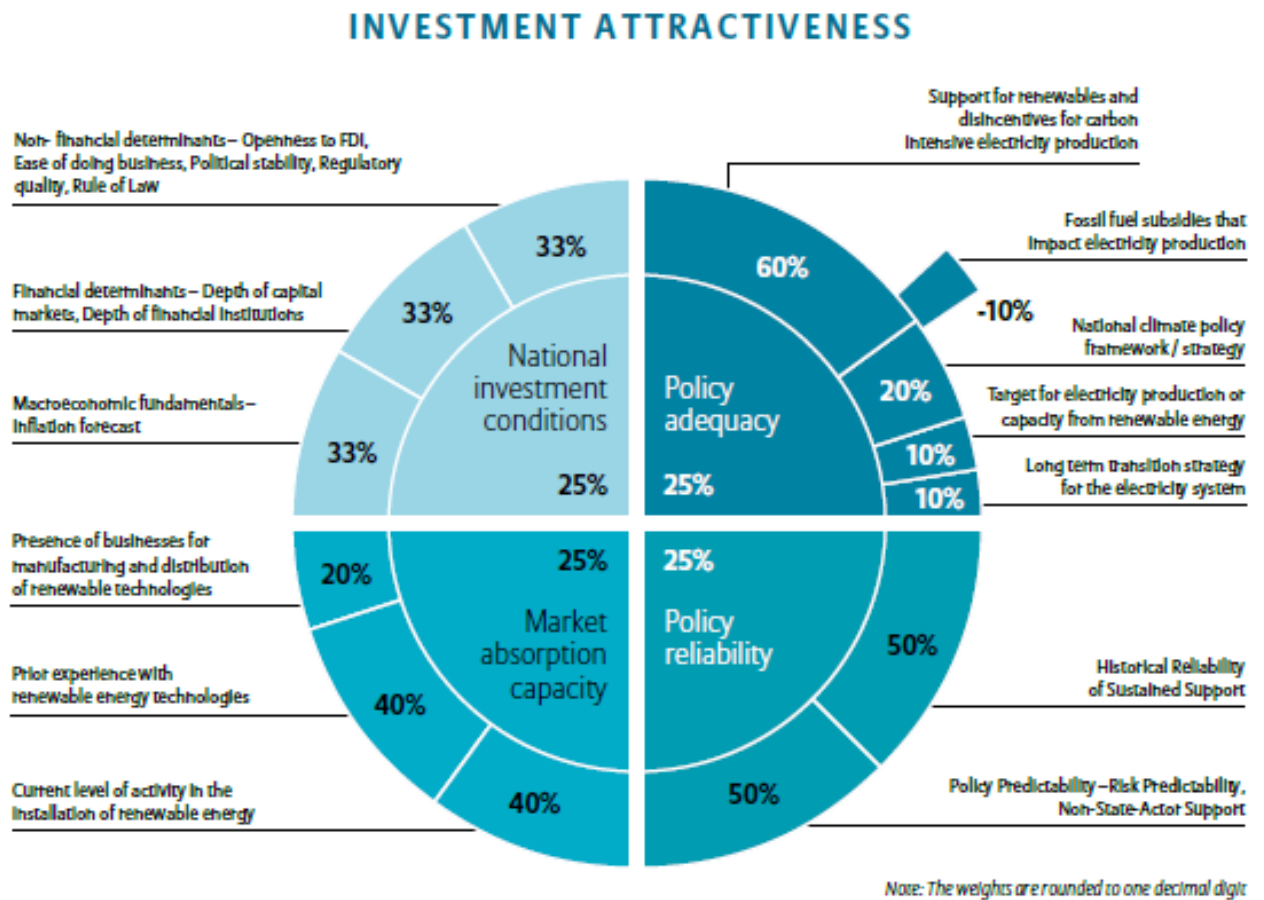 INVESTMENT ATTRACTIVENESS
Support for renewables and
disincentives for carbon
intensive electricity production
Non- financial determinants – Openness to FDI,
Ease of doing business, Political stability, Regulatory
quality, Rule of Law
Fossil fuel subsidies that
impact electricity production
33%
60%
-10%
Financial determinants – Depth of capital
markets, Depth of financial institutions
33%
National climate policy
framework / strategy
National
investment
conditions
25%
Policy
adequacy
25%
20%
Target for electricity production or
capacity from renewable energy
10%
Macroeconomic fundamentals –
Inflation forecast
33%
Long term transition strategy
for the electricity system
10%
Presence of businesses for
manufacturing and distribution
of renewable technologies
20%
25%
Market
absorption
capacity
25%
Policy
reliability
50%
Historical Reliability
of Sustained Support
Prior experience with
renewable energy technologies
40%
Current level of activity in the
installation of renewable energy
40%
50%
Policy Predictability – Risk Predictability,
Non-State-Actor Support
Note: The weights are rounded to one decimal digit